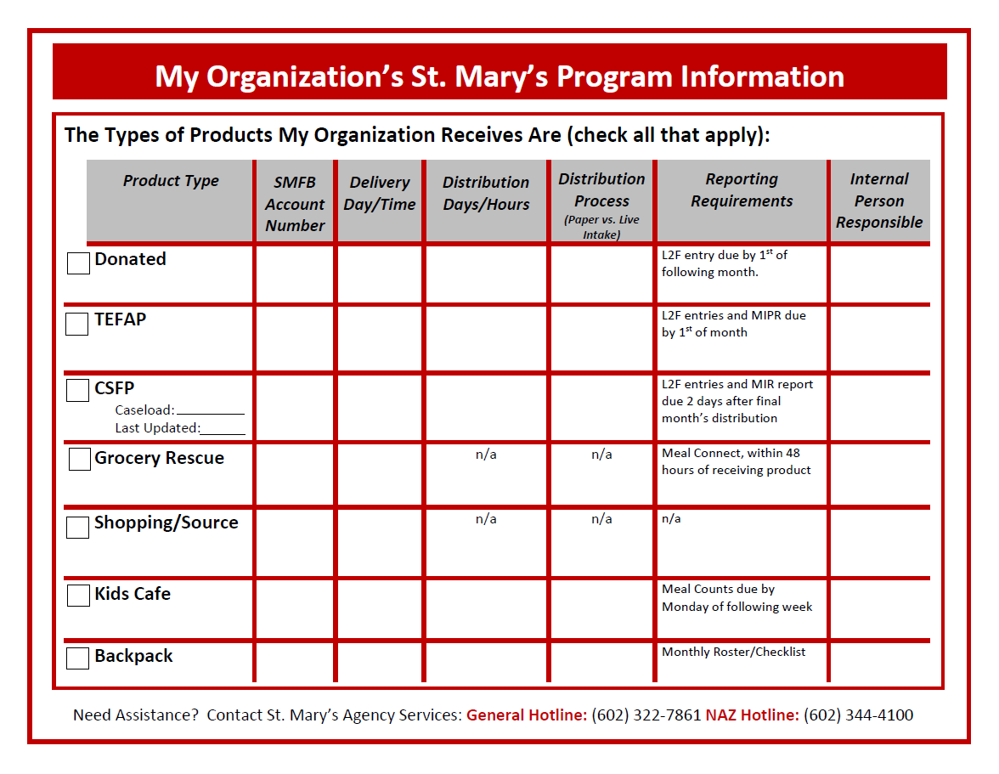 My Organization’s St. Mary’s Program Information
The Types of Products My Organization Receives Are (check all that apply):
Product Type
SMFB
Account
Number
Delivery
Day/Time
Distribution
Days/Hours
Distribution
Process
(Paper vs. Live
Intake)
Reporting
Requirements
Internal
Person
Responsible
Donated
L2F entry due by 1st of
following month.
TEFAP
L2F entries and MIPR due
by 1st of month
CSFP
Caseload: __________
Last Updated:______
L2F entries and MIR report
due 2 days after final
month’s distribution
Grocery Rescue
n/a
n/a
Meal Connect, within 48
hours of receiving product
Shopping/Source
n/a
n/a
n/a
Kids Cafe
Meal Counts due by
Monday of following week
Backpack
Monthly Roster/Checklist
Need Assistance?  Contact St. Mary’s Agency Services: General Hotline: (602) 322-7861 NAZ Hotline: (602) 344-4100